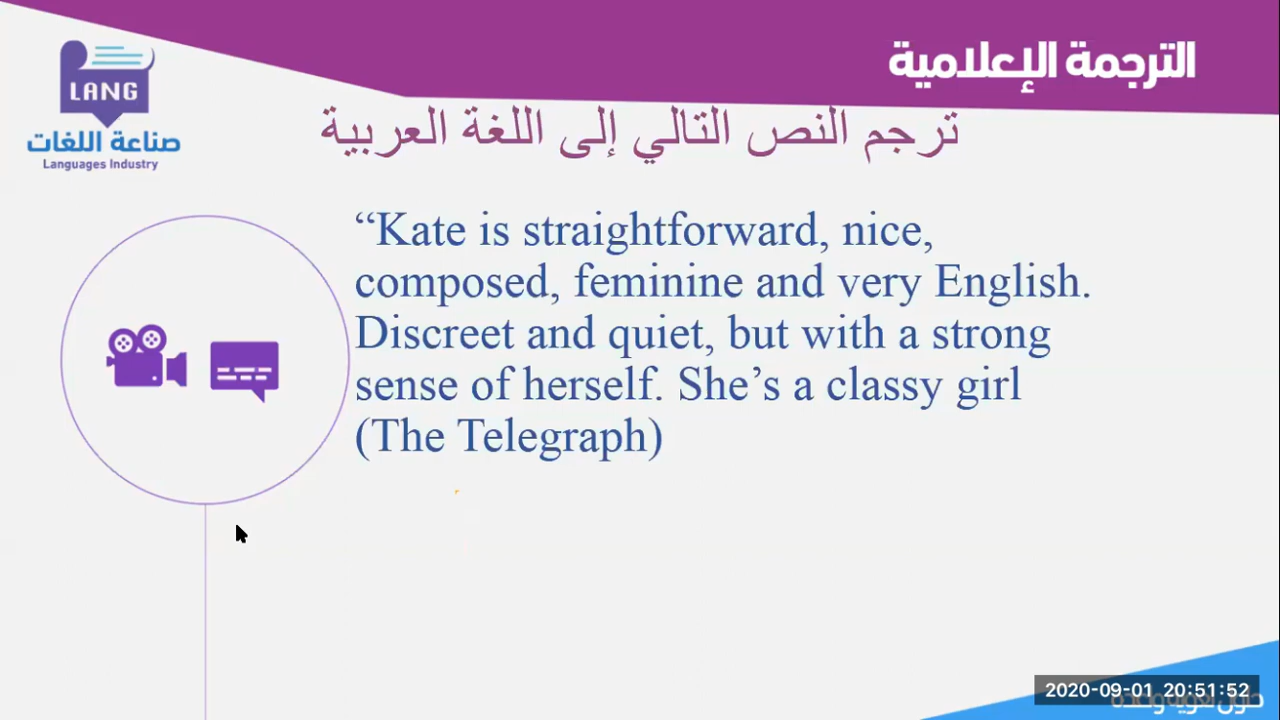 الترجمة الإعلامية
LANG
صناعة اللغات
Languages Industry
ترجم النص التالي إلى اللغة العربية
“Kate is straightforward, nice,
composed, feminine and very English.
Discreet and quiet, but with a strong
sense of herself. She’s a classy girl
(The Telegraph)
2020-09-01 20:51:52